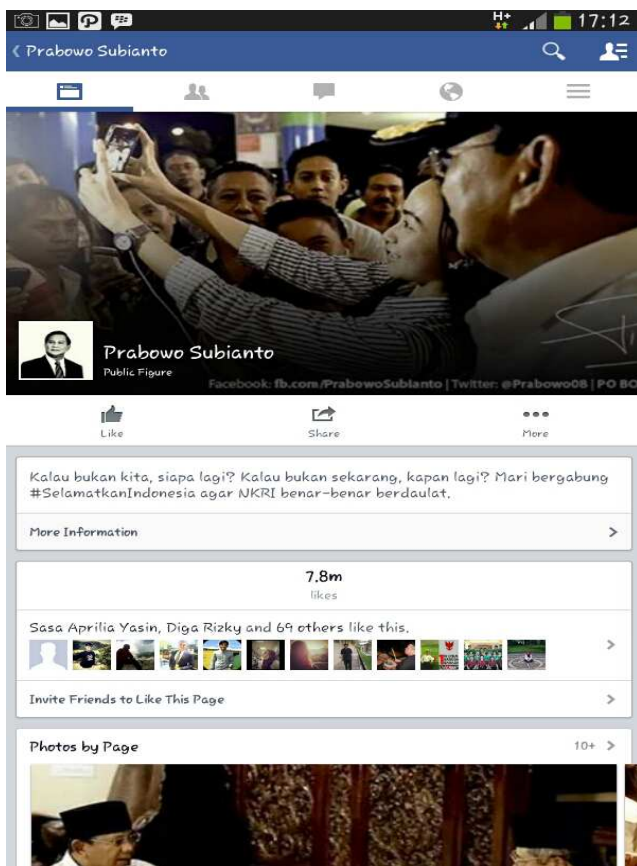 H+
17:12
Prabowo Subianto
Prabowo Subianto
Public Figure
Facebook: fb.com/PrabowoSubianto | Twitter: @Prabowo08 | PO BO
Like
Share
More
Kalau bukan kita, siapa lagi? Kalau bukan sekarang, kapan lagi? Mari bergabung
#SelamatkanIndonesia agar NKRI benar-benar berdaulat.
More Information
7.8m
likes
Sasa Aprilia Yasin, Diga Rizky and 69 others like this.
Invite Friends to Like This Page
Photos by Page
10+